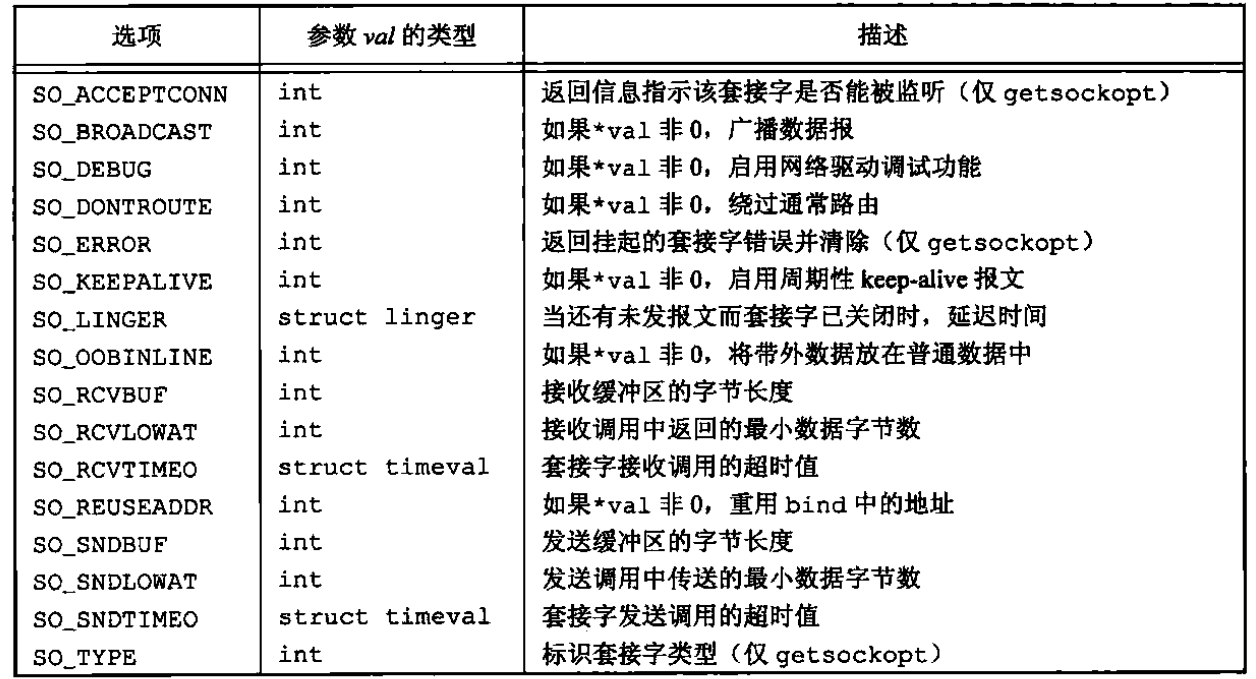 选项 参数 val 的类型 描述
SO_ACCEPTCONN int 返回信息指示该套接字是否能被监听（仅 getsockopt）
SO_BROADCAST int 如果*val 非 0，广播数据报
SO_DEBUG int 如果*val 非 0，启用网络驱动调试功能
SO_DONTROUTE int 如果*val 非 0，绕过通常路由
SO_ERROR int 返回挂起的套接字错误并清除（仅 getsockopt）
SO_KEEPALIVE int 如果*val 非 0，启用周期性 keep-alive 报文
SO_LINGER struct linger 当还有未发报文而套接字已关闭时，延迟时间
SO_OOBINLINE int 如果*val 非 0，将带外数据放在普通数据中
SO_RCVBUF int 接收缓冲区的字节长度
SO_RCVLOWAT int 接收调用中返回的最小数据字节数
SO_RCVTIMEO struct timeval 套接字接收调用的超时值
SO_REUSEADDR int 如果*val 非 0，重用 bind 中的地址
SO_SNDBUF int 发送缓冲区的字节长度
SO_SNDLOWAT int 发送调用中传送的最小数据字节数
SO_SNDTIMEO struct timeval 套接字发送调用的超时值
SO_TYPE int 标识套接字类型（仅 getsockopt）